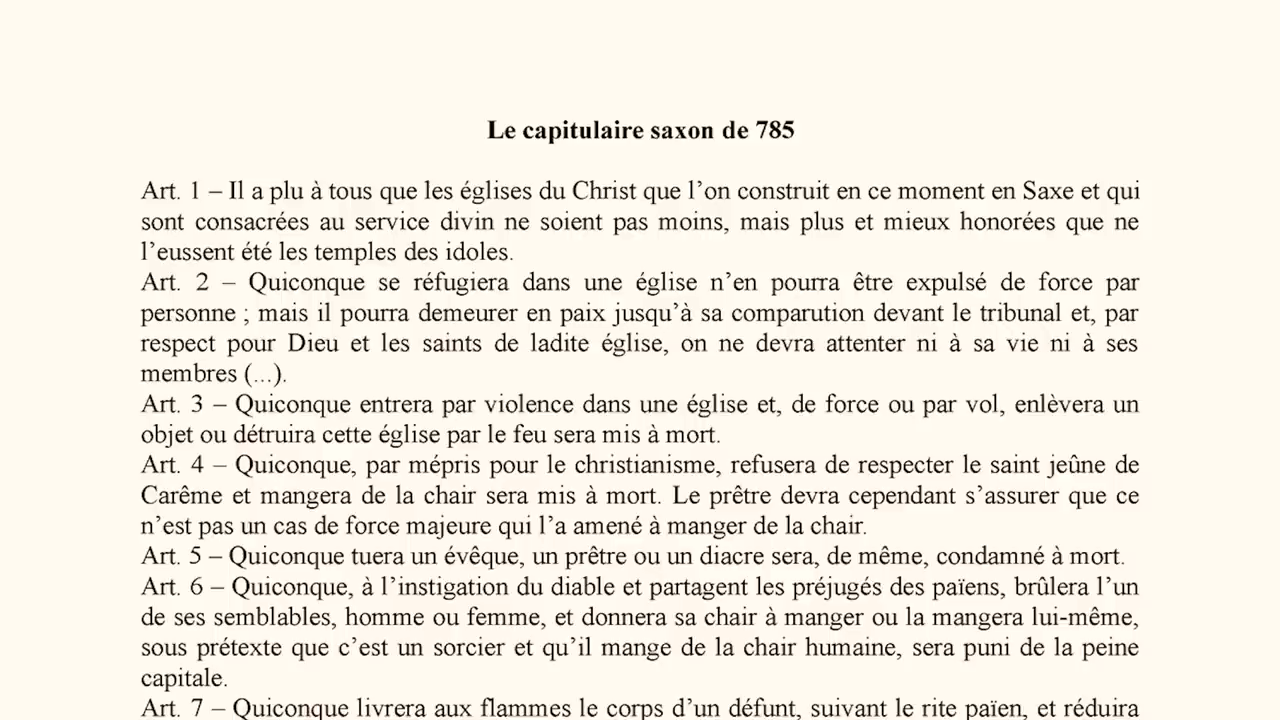 Le capitulaire saxon de 785
Art. 1 – Il a plu à tous que les églises du Christ que l’on construit en ce moment en Saxe et qui
sont consacrées au service divin ne soient pas moins, mais plus et mieux honorées que ne
l’eussent été les temples des idoles.
Art. 2 – Quiconque se réfugiera dans une église n’en pourra être expulsé de force par
personne ; mais il pourra demeurer en paix jusqu’à sa comparution devant le tribunal et, par
respect pour Dieu et les saints de ladite église, on ne devra attenter ni à sa vie ni à ses
membres (...).
Art. 3 – Quiconque entrera par violence dans une église et, de force ou par vol, enlèvera un
objet ou détruira cette église par le feu sera mis à mort.
Art. 4 – Quiconque, par mépris pour le christianisme, refusera de respecter le saint jeûne de
Carême et mangera de la chair sera mis à mort. Le prêtre devra cependant s’assurer que ce
n’est pas un cas de force majeure qui l’a amené à manger de la chair.
Art. 5 – Quiconque tuera un évêque, un prêtre ou un diacre sera, de même, condamné à mort.
Art. 6 – Quiconque, à l’instigation du diable et partagent les préjugés des païens, brûlera l’un
de ses semblables, homme ou femme, et donnera sa chair à manger ou la mangera lui-même,
sous prétexte que c’est un sorcier et qu’il mange de la chair humaine, sera puni de la peine
capitale.
Art. 7 – Quiconque livrera aux flammes le corps d’un défunt, suivant le rite païen, et réduira